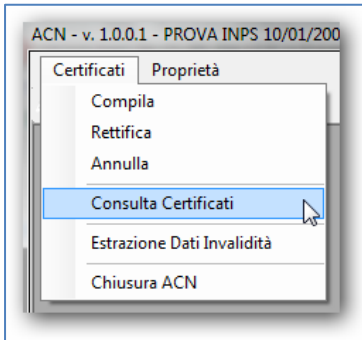 ACN - v. 1.0.0.1 - PROVA INPS 10/01/200
Certificati Proprietà
Compila
Rettifica
Annulla
Consulta Certificati
Estrazione Dati Invalidità
Chiusura ACN